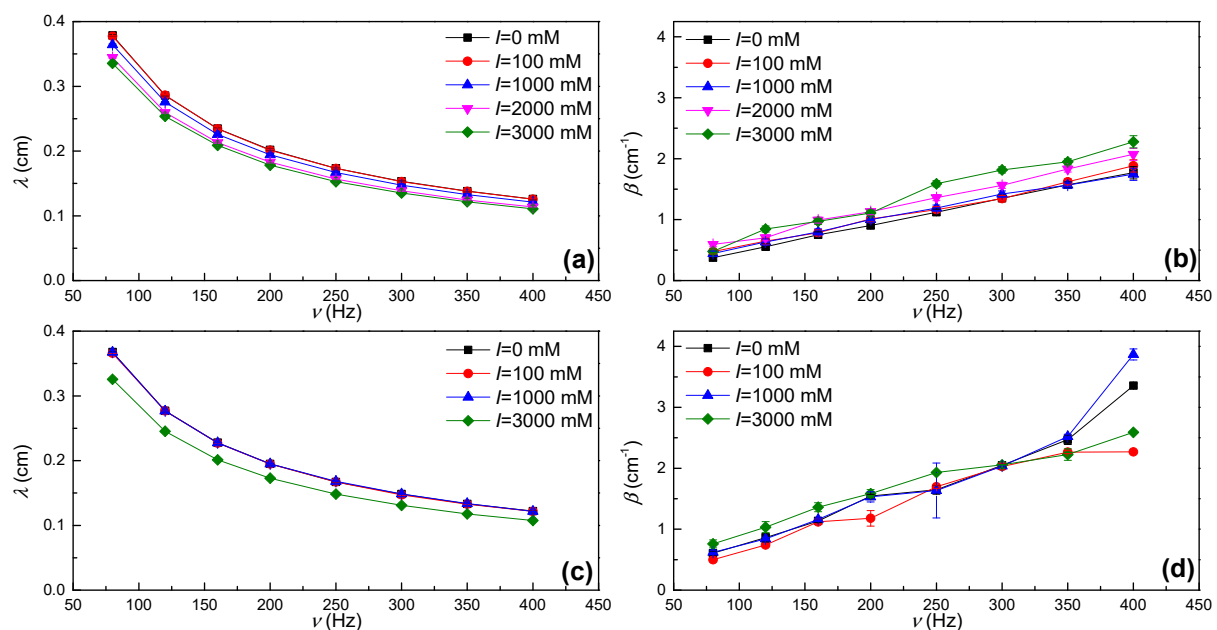 0.4
0.3
0.2
0.1
0.0
λ (cm)
I=0 mM
I=100 mM
I=1000 mM
I=2000 mM
I=3000 mM
(a)
50 100 150 200 250 300 350 400 450
ν (Hz)
4
3
2
1
0
β (cm⁻¹)
I=0 mM
I=100 mM
I=1000 mM
I=2000 mM
I=3000 mM
(b)
50 100 150 200 250 300 350 400 450
ν (Hz)
0.4
0.3
0.2
0.1
0.0
λ (cm)
I=0 mM
I=100 mM
I=1000 mM
I=3000 mM
(c)
50 100 150 200 250 300 350 400 450
ν (Hz)
4
3
2
1
0
β (cm⁻¹)
I=0 mM
I=100 mM
I=1000 mM
I=3000 mM
(d)
50 100 150 200 250 300 350 400 450
ν (Hz)